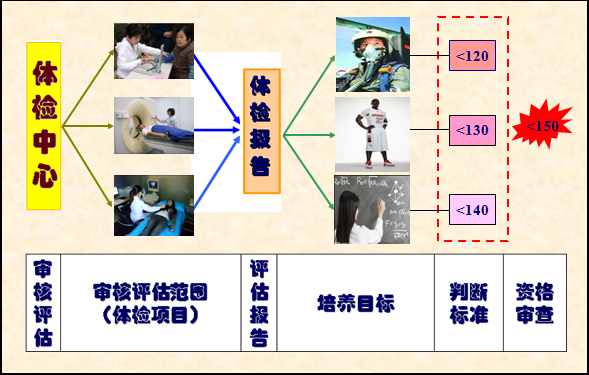 体检中心
体检报告
<120
<130
<140
<150
审核评估
审核评估范围
（体检项目）
评估报告
培养目标
判断
标准
资格
审查